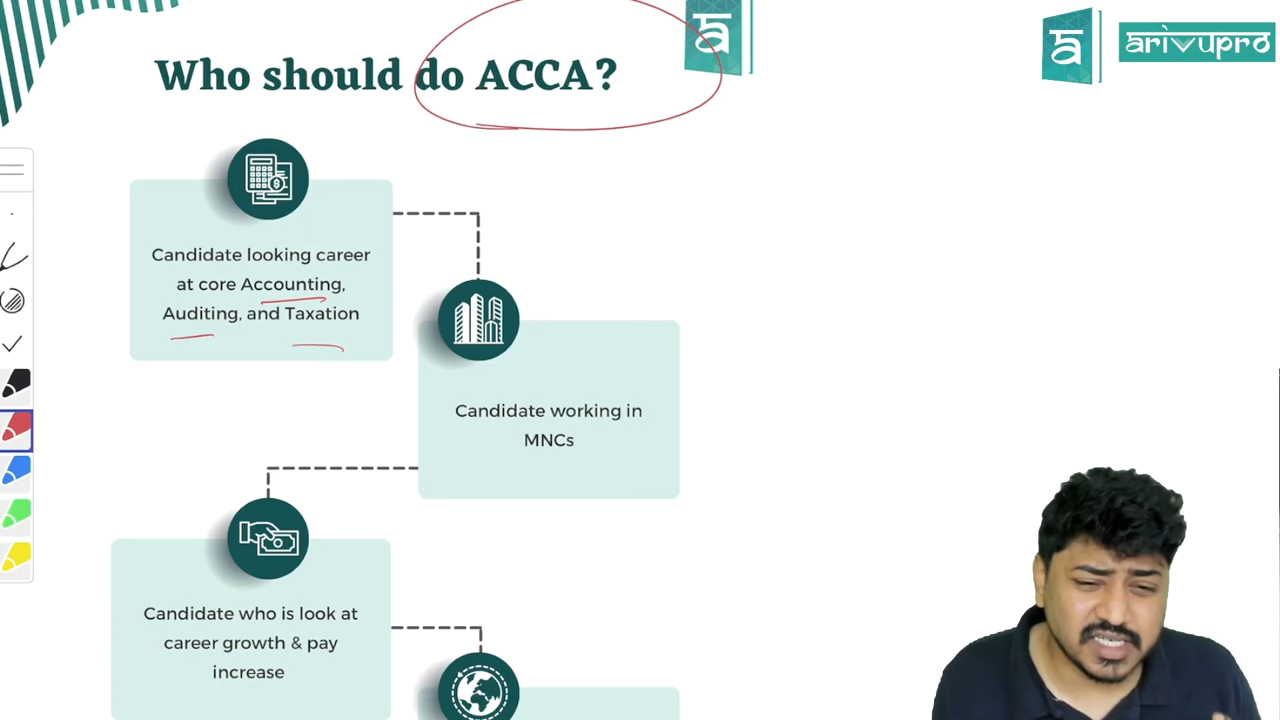 Who should do ACCA?
a
a
arivupro
Candidate looking career
at core Accounting,
Auditing, and Taxation
Candidate working in
MNCs
Candidate who is look at
career growth & pay
increase